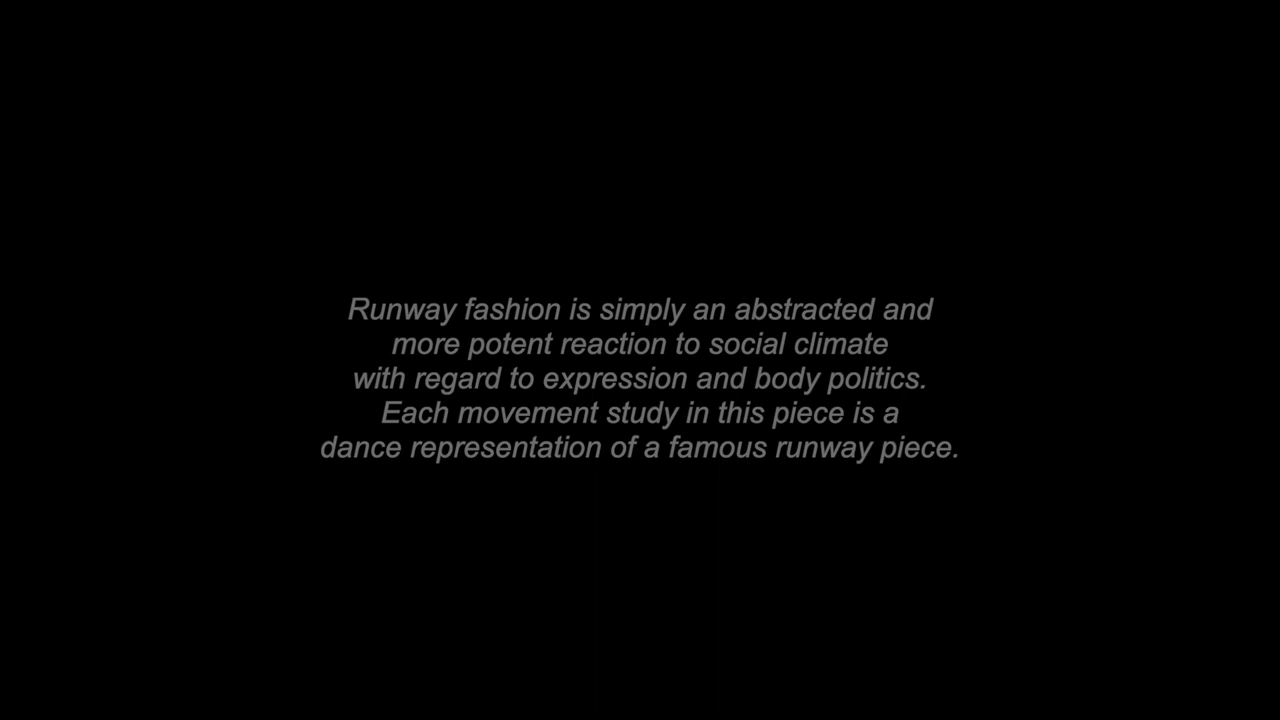 Runway fashion is simply an abstracted and
more potent reaction to social climate
with regard to expression and body politics.
Each movement study in this piece is a
dance representation of a famous runway piece.